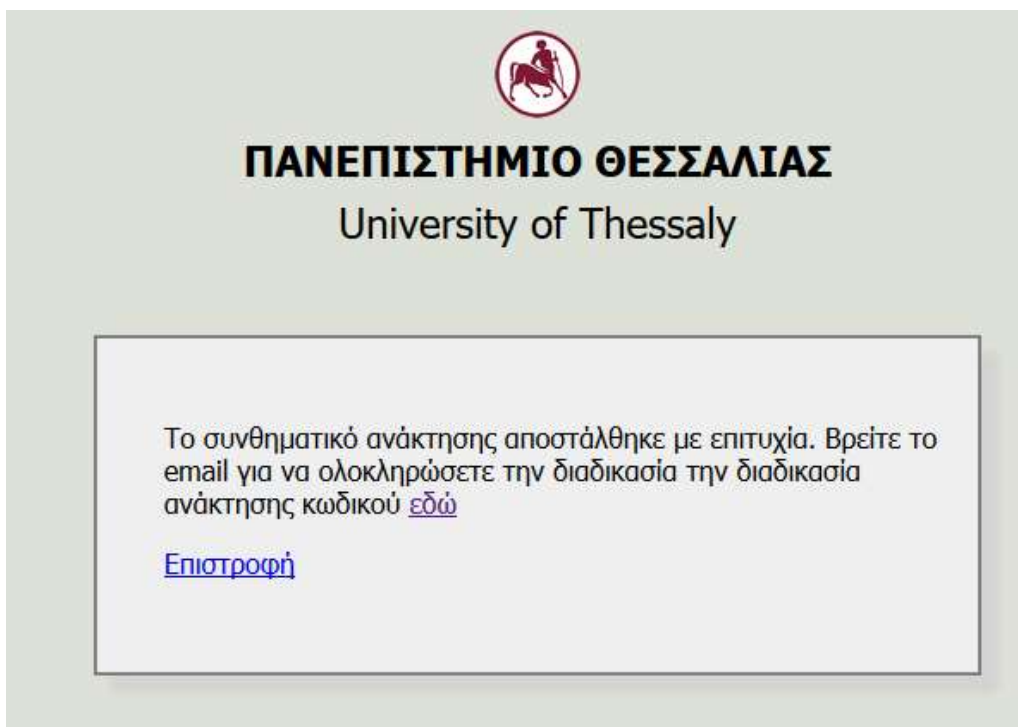 ΠΑΝΕΠΙΣΤΗΜΙΟ ΘΕΣΣΑΛΙΑΣ
University of Thessaly
Το συνθηματικό ανάκτησης αποστάλθηκε με επιτυχία. Βρείτε το
email για να ολοκληρώσετε την διαδικασία την διαδικασία
ανάκτησης κωδικού εδώ
Επιστροφή